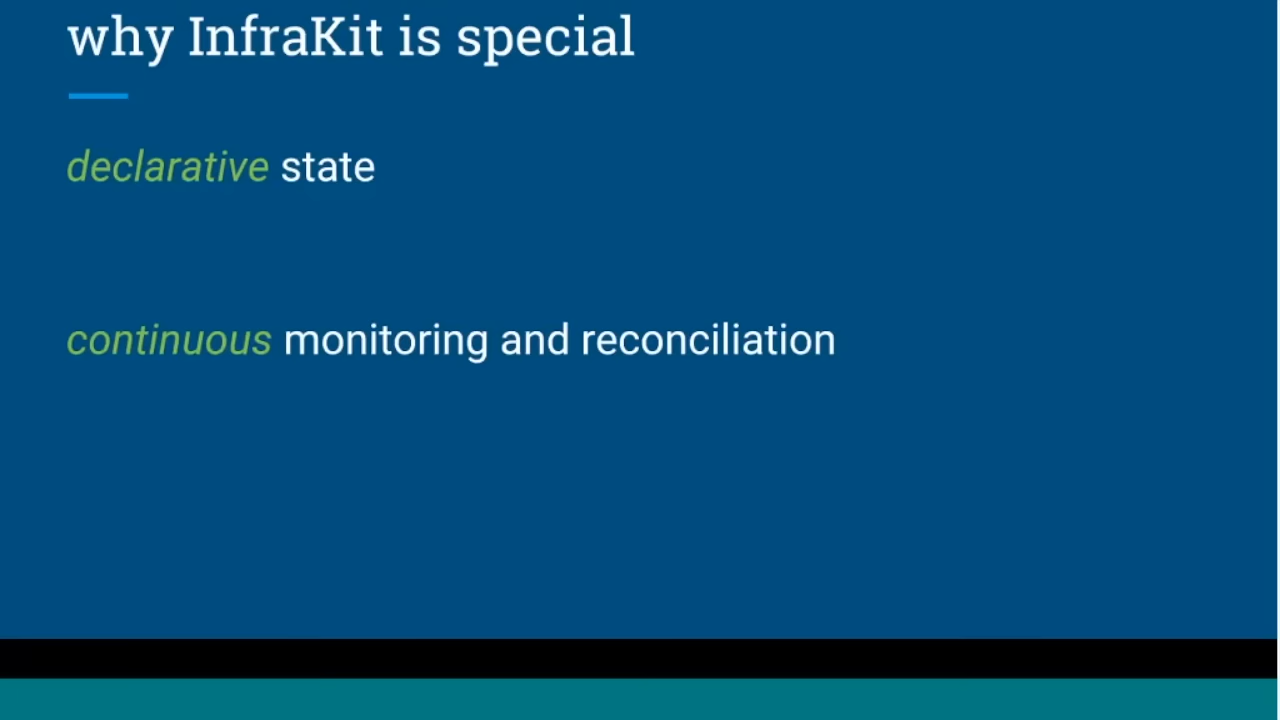 why InfraKit is special
declarative state
continuous monitoring and reconciliation